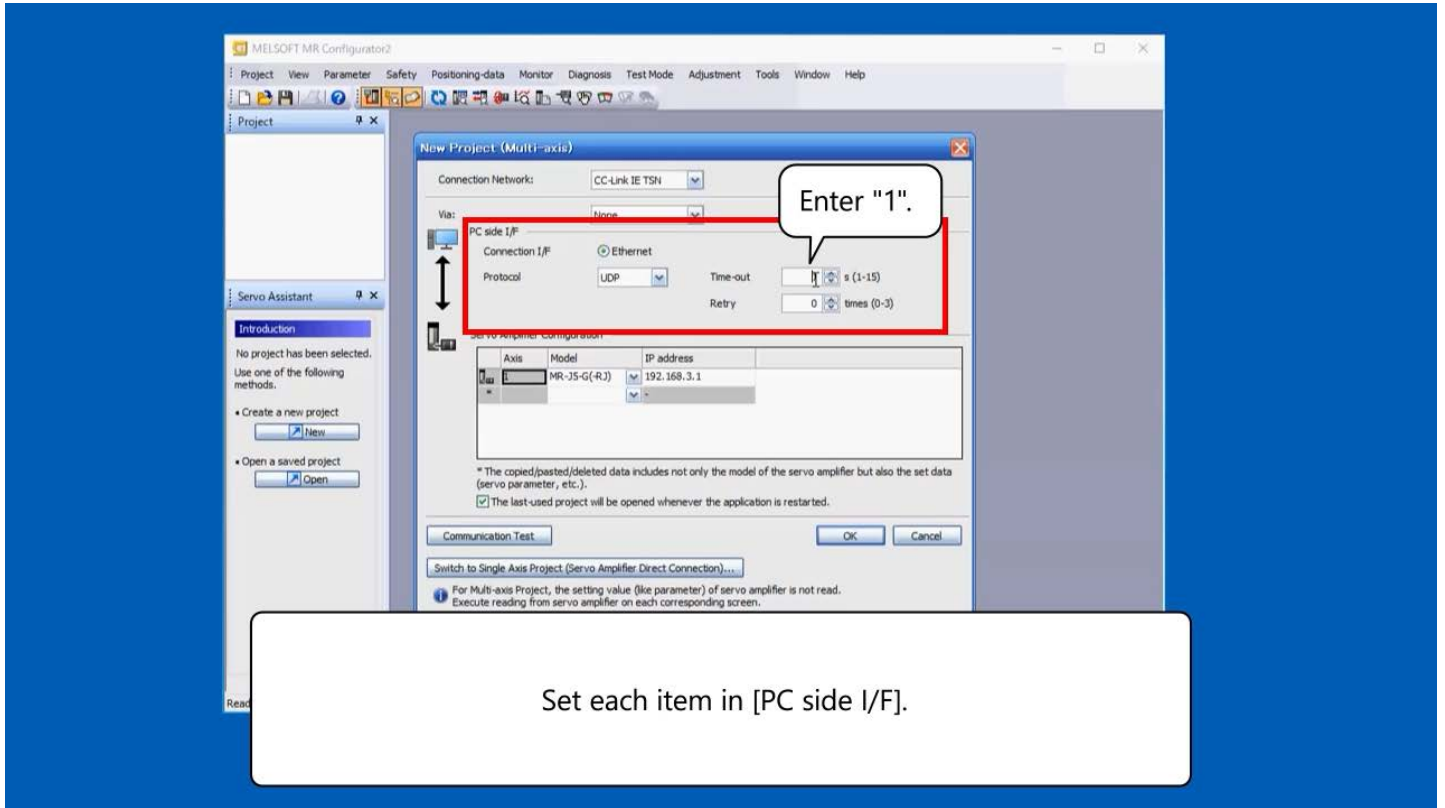 MELSOFT MR Configurator2
Project View Parameter Safety Positioning-data Monitor Diagnosis Test Mode Adjustment Tools Window Help
Project
New Project (Multi-axis)
Connection Network: CC-Link IE TSN
Enter "1".
Via: None
PC side I/F
Connection I/F Ethernet
Protocol UDP Time-out s (1-15)
Retry 0 times (0-3)
Servo Assistant
Introduction
No project has been selected.
Use one of the following
methods.
• Create a new project
New
• Open a saved project
Open
Servo Amplifier Configuration
Axis Model IP address
1 MR-J5-G(-RJ) 192.168.3.1
* -
* The copied/pasted/deleted data includes not only the model of the servo amplifier but also the set data
(servo parameter, etc.).
The last-used project will be opened whenever the application is restarted.
Communication Test OK Cancel
Switch to Single Axis Project (Servo Amplifier Direct Connection)...
For Multi-axis Project, the setting value (like parameter) of servo amplifier is not read.
Execute reading from servo amplifier on each corresponding screen.
Read
Set each item in [PC side I/F].